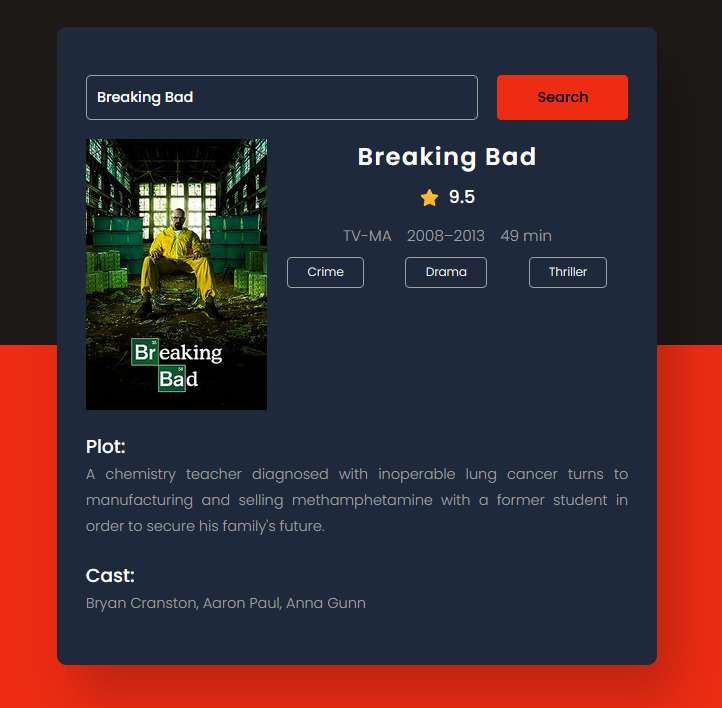 Breaking Bad
Search
Breaking Bad
9.5
TV-MA 2008–2013 49 min
Crime Drama Thriller
Breaking
Bad
Plot:
A chemistry teacher diagnosed with inoperable lung cancer turns to
manufacturing and selling methamphetamine with a former student in
order to secure his family's future.
Cast:
Bryan Cranston, Aaron Paul, Anna Gunn